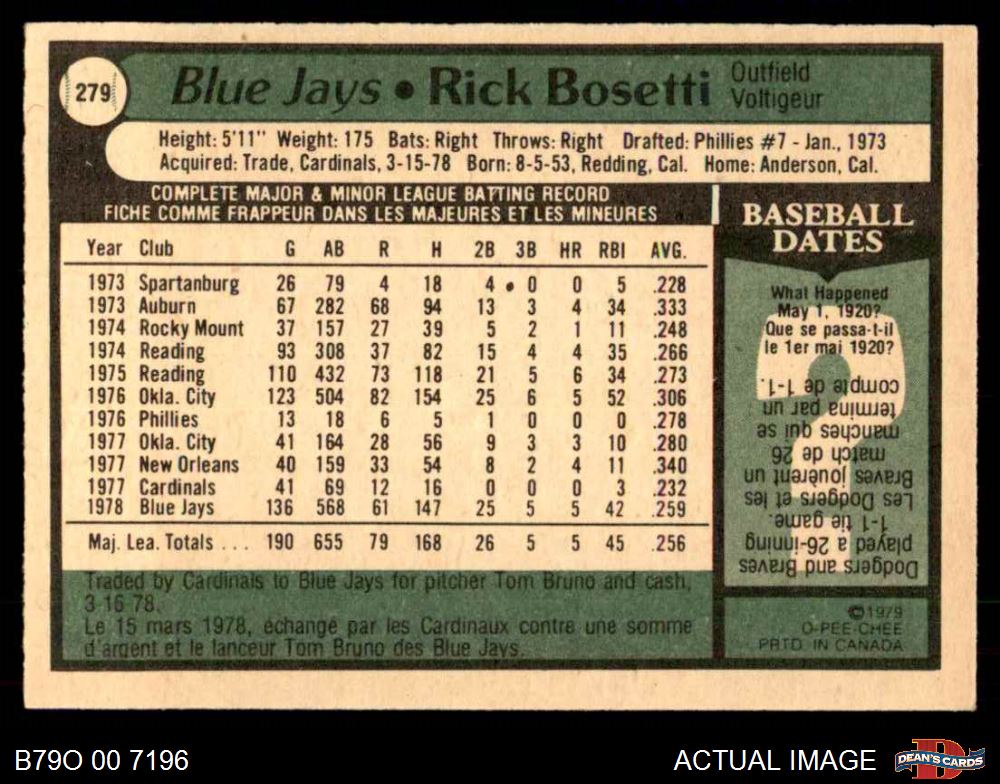 279 Blue Jays • Rick Bosetti Outfield
Voltigeur
Height: 5'11" Weight: 175 Bats: Right Throws: Right Drafted: Phillies #7 - Jan., 1973
Acquired: Trade, Cardinals, 3-15-78 Born: 8-5-53, Redding, Cal. Home: Anderson, Cal.
COMPLETE MAJOR & MINOR LEAGUE BATTING RECORD
FICHE COMME FRAPPEUR DANS LES MAJEURES ET LES MINEURES
Year Club G AB R H 2B 3B HR RBI AVG.
1973 Spartanburg 26 79 4 18 4 0 0 5 .228
1973 Auburn 67 282 68 94 13 3 4 34 .333
1974 Rocky Mount 37 157 27 39 5 2 1 11 .248
1974 Reading 93 308 37 82 15 4 4 35 .266
1975 Reading 110 432 73 118 21 5 6 34 .273
1976 Okla. City 123 504 82 154 25 6 5 52 .306
1976 Phillies 13 18 6 5 1 0 0 0 .278
1977 Okla. City 41 164 28 56 9 3 3 10 .280
1977 New Orleans 40 159 33 54 8 2 4 11 .340
1977 Cardinals 41 69 12 16 0 0 0 3 .232
1978 Blue Jays 136 568 61 147 25 5 5 42 .259
Maj. Lea. Totals ... 190 655 79 168 26 5 5 45 .256
Traded by Cardinals to Blue Jays for pitcher Tom Bruno and cash,
3-16-78.
Le 15 mars 1978, échangé par les Cardinaux contre une somme
d'argent et le lanceur Tom Bruno des Blue Jays.
BASEBALL
DATES
What Happened
May 1, 1920?
Que se passa-t-il
le 1er mai 1920?
Dodgers and Braves
played a 26-inning
1-1 tie game.
Les Dodgers et les
Braves jouèrent un
match de 26
manches qui se
termina par un
compte de 1-1.
©1979
O-PEE-CHEE
PRTD. IN CANADA
B79O 00 7196
ACTUAL IMAGE
D
DEAN'S CARDS